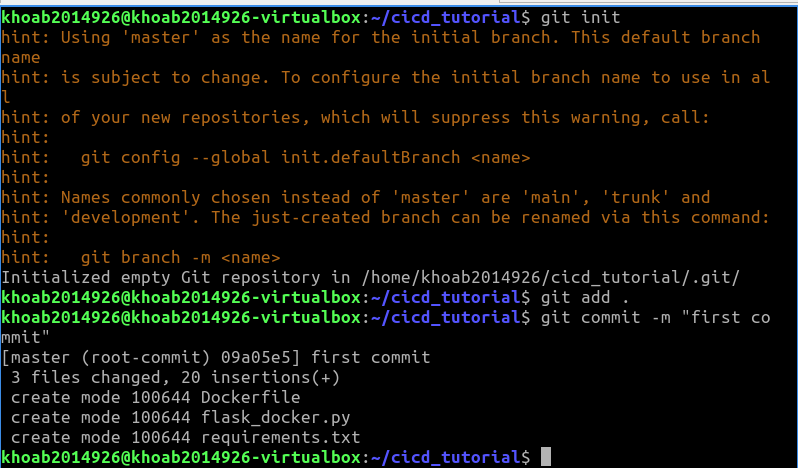 khoab2014926@khoab2014926-virtualbox:~/cicd_tutorial$ git init
hint: Using 'master' as the name for the initial branch. This default branch
name
hint: is subject to change. To configure the initial branch name to use in al
l
hint: of your new repositories, which will suppress this warning, call:
hint:
hint:   git config --global init.defaultBranch <name>
hint:
hint: Names commonly chosen instead of 'master' are 'main', 'trunk' and
hint: 'development'. The just-created branch can be renamed via this command:
hint:
hint:   git branch -m <name>
Initialized empty Git repository in /home/khoab2014926/cicd_tutorial/.git/
khoab2014926@khoab2014926-virtualbox:~/cicd_tutorial$ git add .
khoab2014926@khoab2014926-virtualbox:~/cicd_tutorial$ git commit -m "first co
mmit"
[master (root-commit) 09a05e5] first commit
 3 files changed, 20 insertions(+)
 create mode 100644 Dockerfile
 create mode 100644 flask_docker.py
 create mode 100644 requirements.txt
khoab2014926@khoab2014926-virtualbox:~/cicd_tutorial$